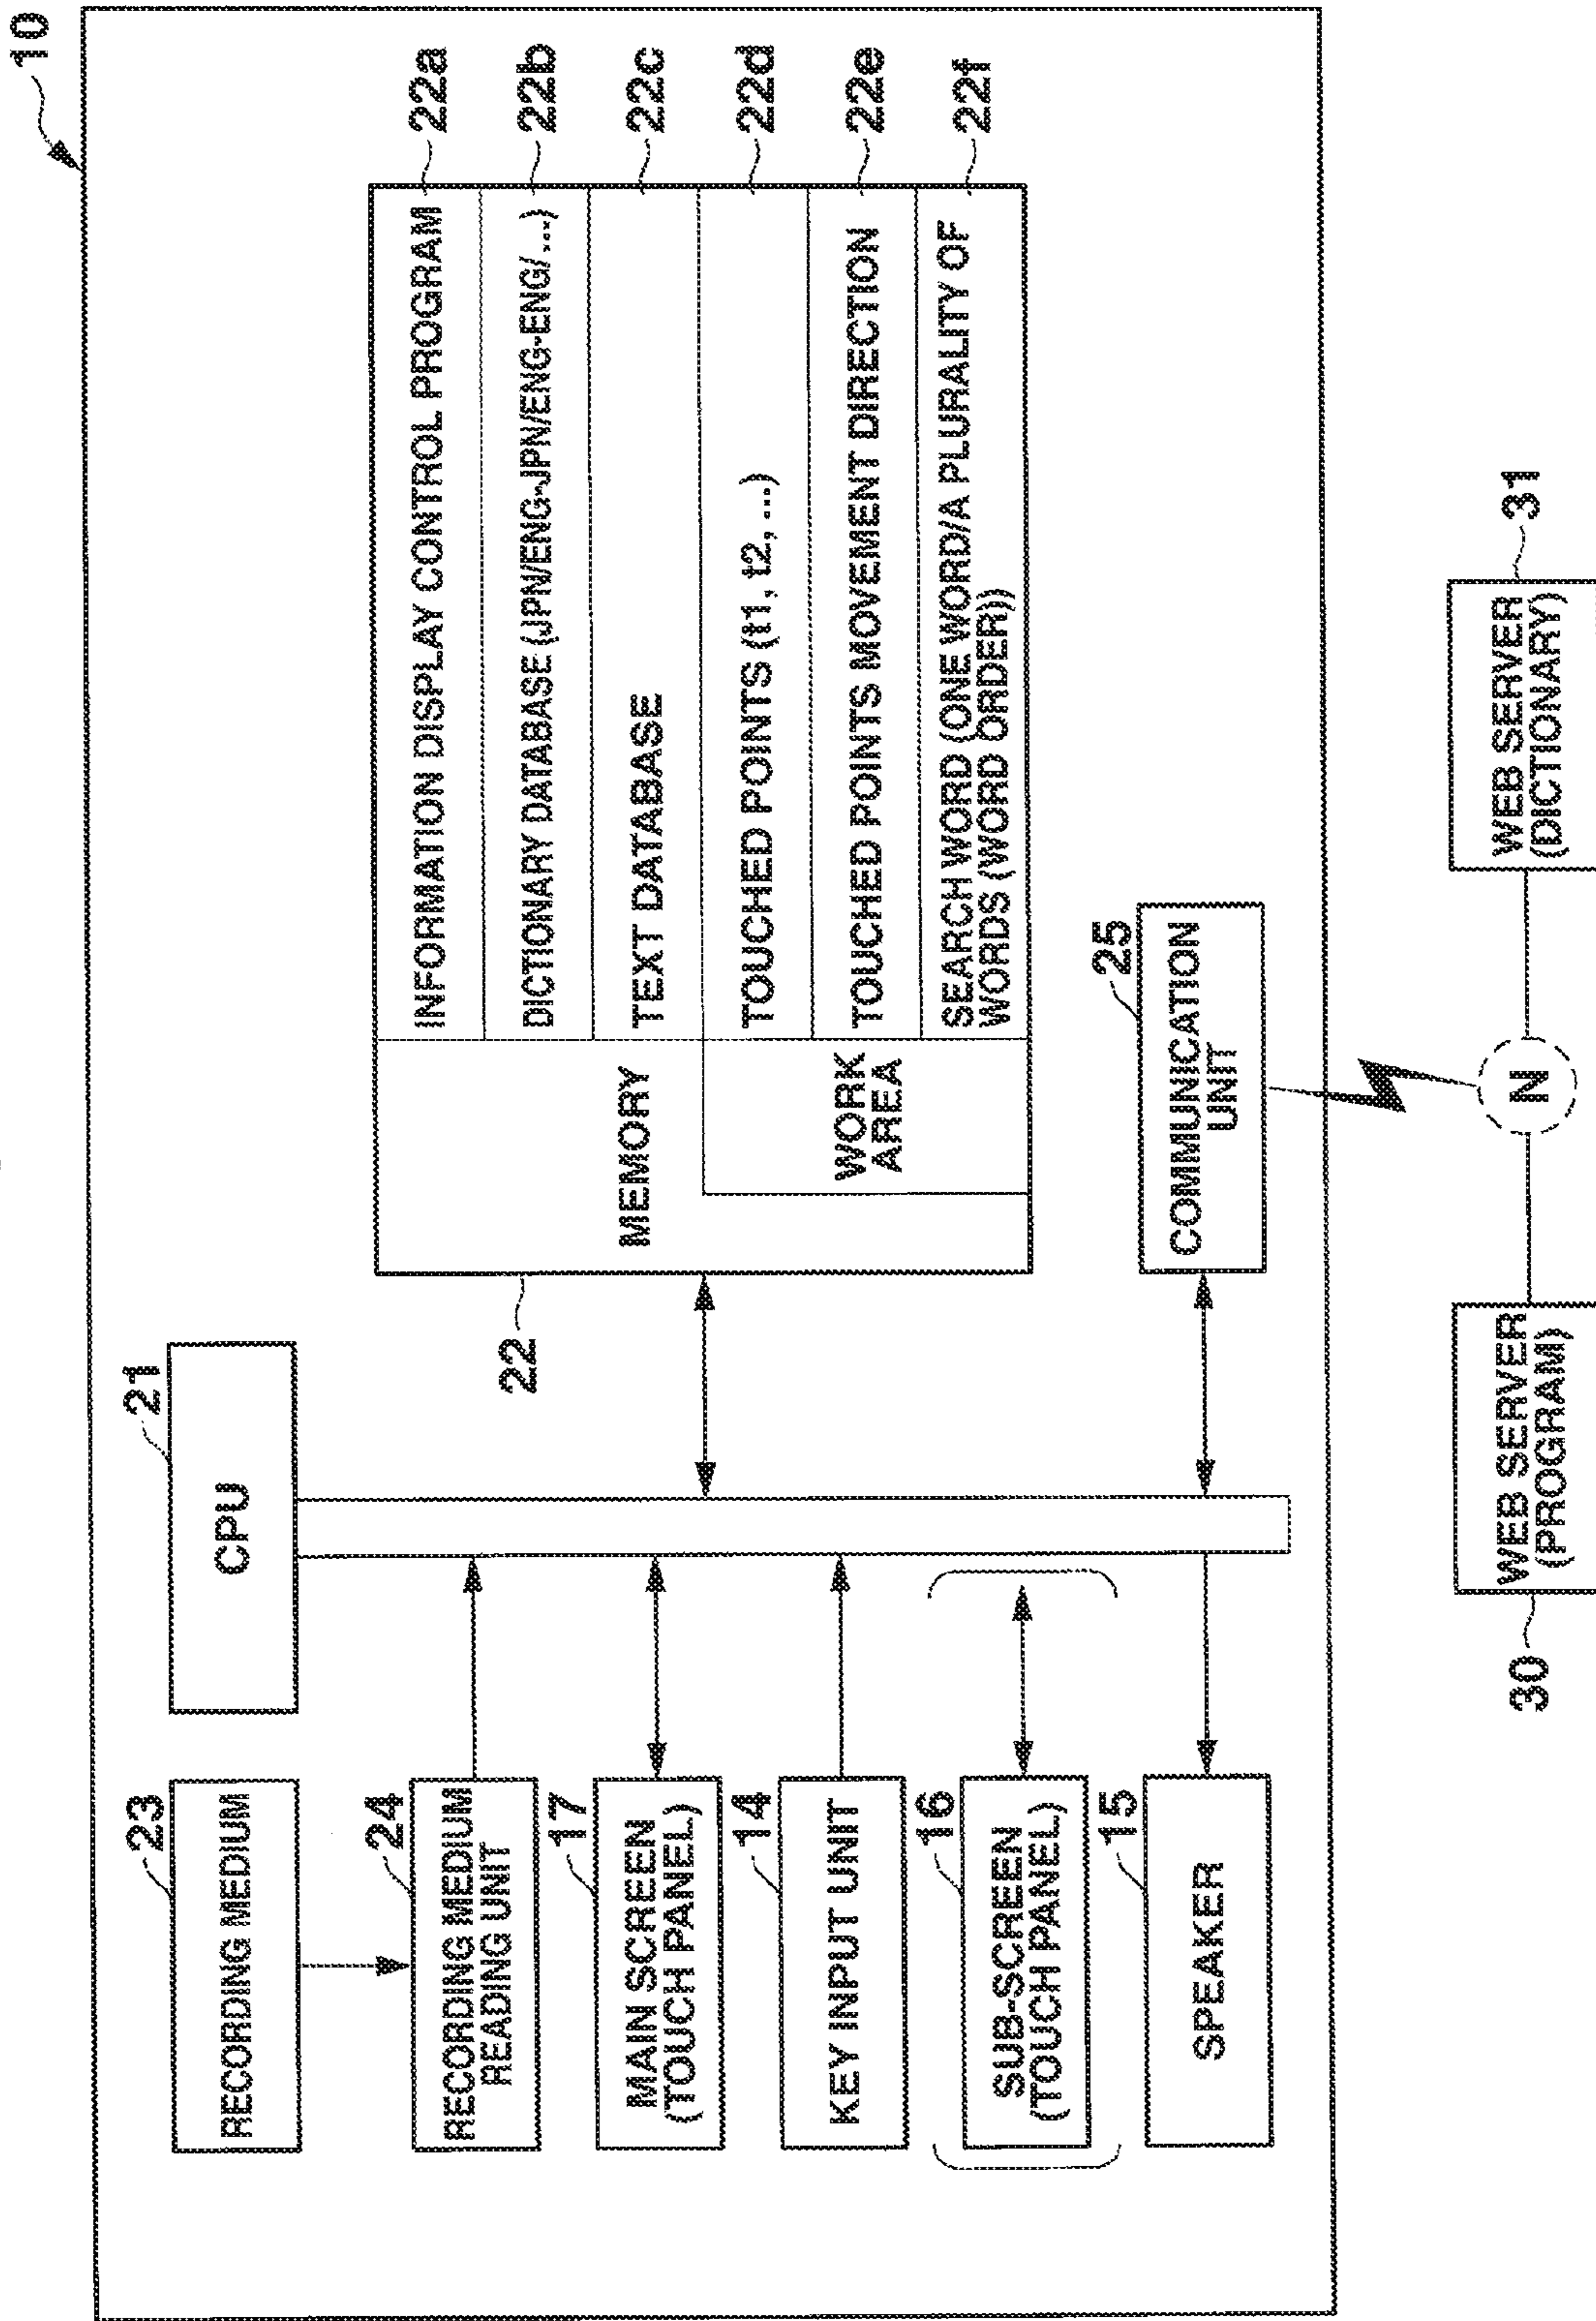 10
21
CPU
23
RECORDING MEDIUM
24
RECORDING MEDIUM
READING UNIT
17
MAIN SCREEN
(TOUCH PANEL)
14
KEY INPUT UNIT
16
SUB-SCREEN
(TOUCH PANEL)
15
SPEAKER
22
MEMORY
WORK
AREA
INFORMATION DISPLAY CONTROL PROGRAM
22a
DICTIONARY DATABASE (JPN/ENG-JPN/ENG-ENG/ ...)
22b
TEXT DATABASE
22c
TOUCHED POINTS (t1, t2, ...)
22d
TOUCHED POINTS MOVEMENT DIRECTION
22e
SEARCH WORD (ONE WORD/A PLURALITY OF
WORDS (WORD ORDER))
22f
25
COMMUNICATION
UNIT
30
WEB SERVER
(PROGRAM)
N
WEB SERVER
(DICTIONARY)
31